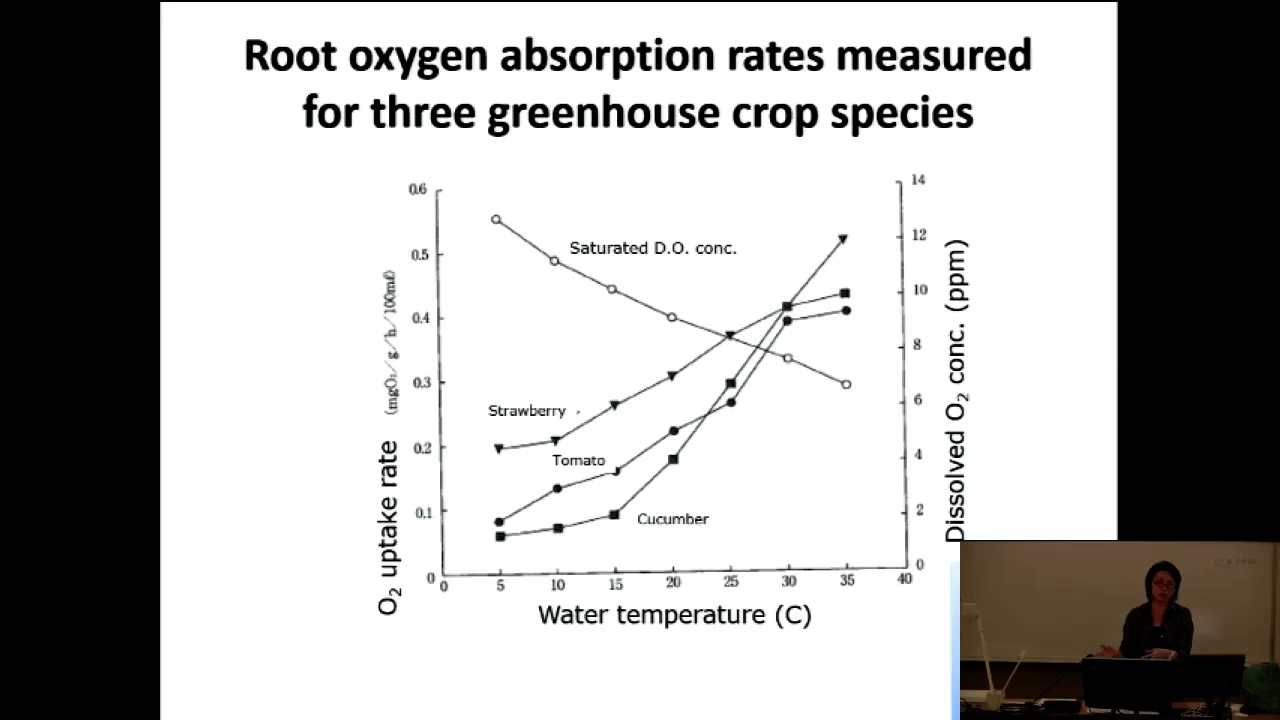 Root oxygen absorption rates measured
for three greenhouse crop species
0.6
0.5
0.4
0.3
0.2
0.1
0
14
12
10
8
6
4
2
0
O₂ uptake rate (mgO₂/g/h/100mℓ)
Dissolved O₂ conc. (ppm)
Saturated D.O. conc.
Strawberry
Tomato
Cucumber
0 5 10 15 20 25 30 35 40
Water temperature (C)